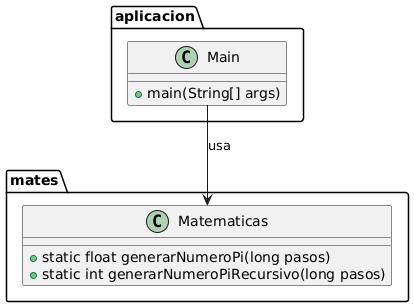 aplicacion
C Main
main(String[] args)
usa
mates
C Matematicas
static float generarNumeroPi(long pasos)
static int generarNumeroPiRecursivo(long pasos)